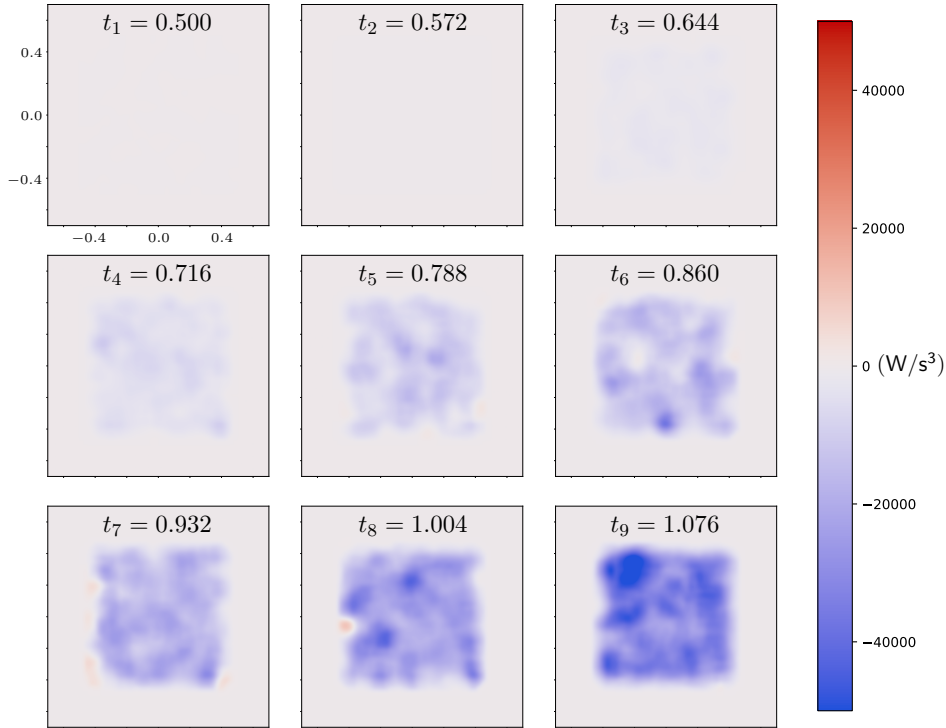 t₁ = 0.500
t₂ = 0.572
t₃ = 0.644
0.4
0.0
−0.4
−0.4 0.0 0.4
t₄ = 0.716
t₅ = 0.788
t₆ = 0.860
t₇ = 0.932
t₈ = 1.004
t₉ = 1.076
40000
20000
0 (W/s³)
−20000
−40000